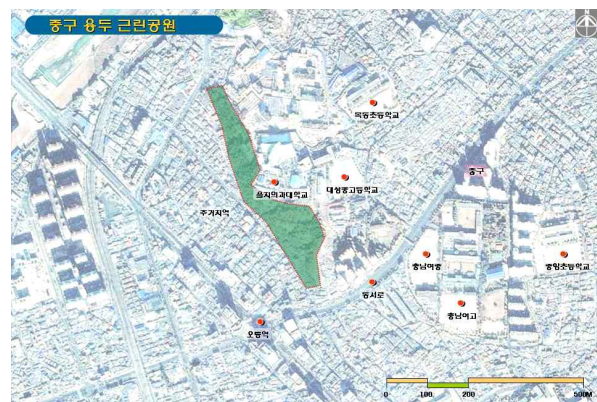 중구 용두 근린공원
목동초등학교
중구
을지의과대학교
대성중고등학교
주거지역
충남여중
중앙초등학교
동서로
충남여고
오룡역
0 100 200 500M